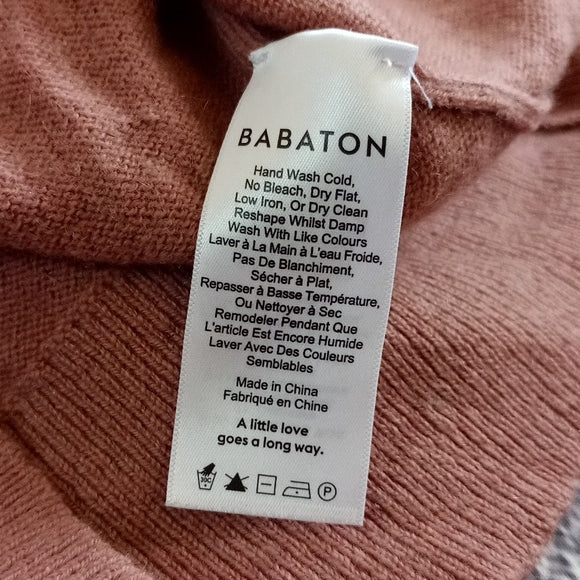 BABATON
Hand Wash Cold,
No Bleach, Dry Flat,
Low Iron, Or Dry Clean
Reshape Whilst Damp
Wash With Like Colours
Laver à La Main à L'eau Froide,
Pas De Blanchiment,
Sécher à Plat,
Repasser à Basse Température,
Ou Nettoyer à Sec
Remodeler Pendant Que
L'article Est Encore Humide
Laver Avec Des Couleurs
Semblables
Made in China
Fabriqué en Chine
A little love
goes a long way.
30C P